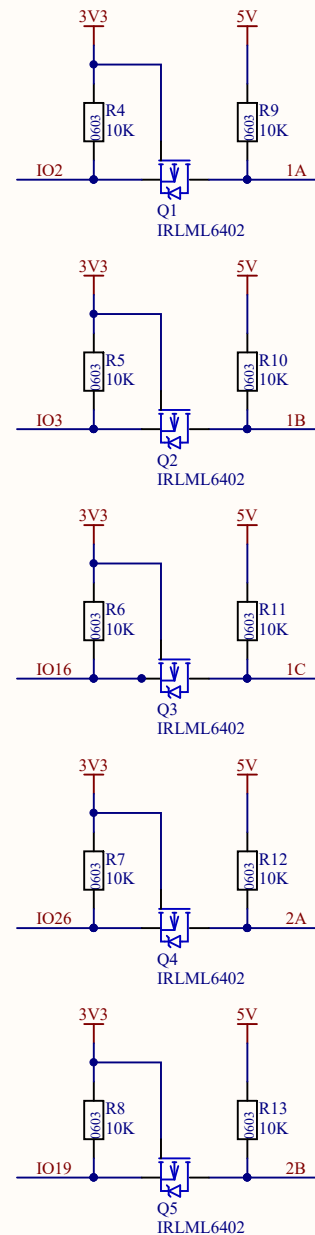 3V3
5V
R4
0603
10K
R9
0603
10K
IO2
1A
Q1
IRLML6402
3V3
5V
R5
0603
10K
R10
0603
10K
IO3
1B
Q2
IRLML6402
3V3
5V
R6
0603
10K
R11
0603
10K
IO16
1C
Q3
IRLML6402
3V3
5V
R7
0603
10K
R12
0603
10K
IO26
2A
Q4
IRLML6402
3V3
5V
R8
0603
10K
R13
0603
10K
IO19
2B
Q5
IRLML6402